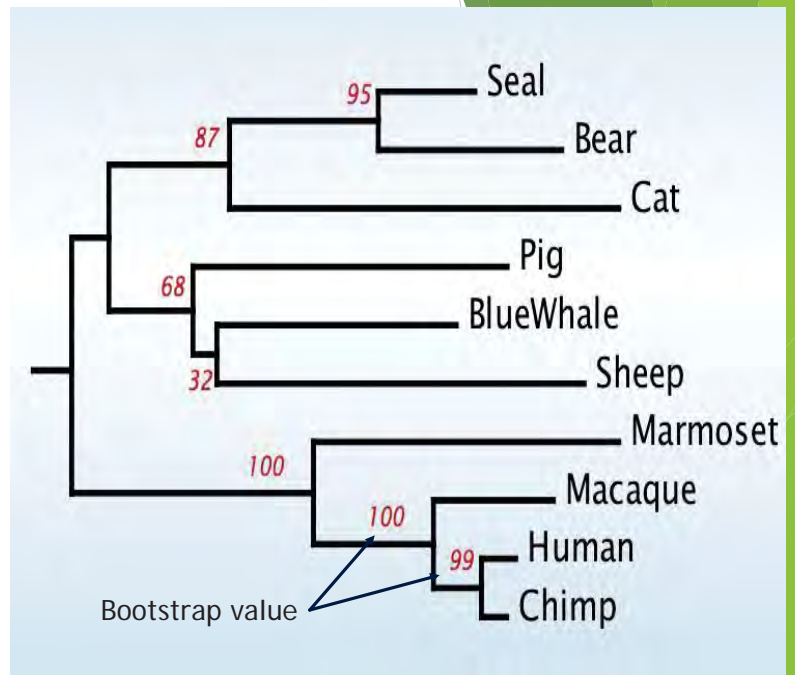 95
Seal
87
Bear
Cat
Pig
68
BlueWhale
32
Sheep
Marmoset
100
Macaque
100
99
Human
Bootstrap value
Chimp